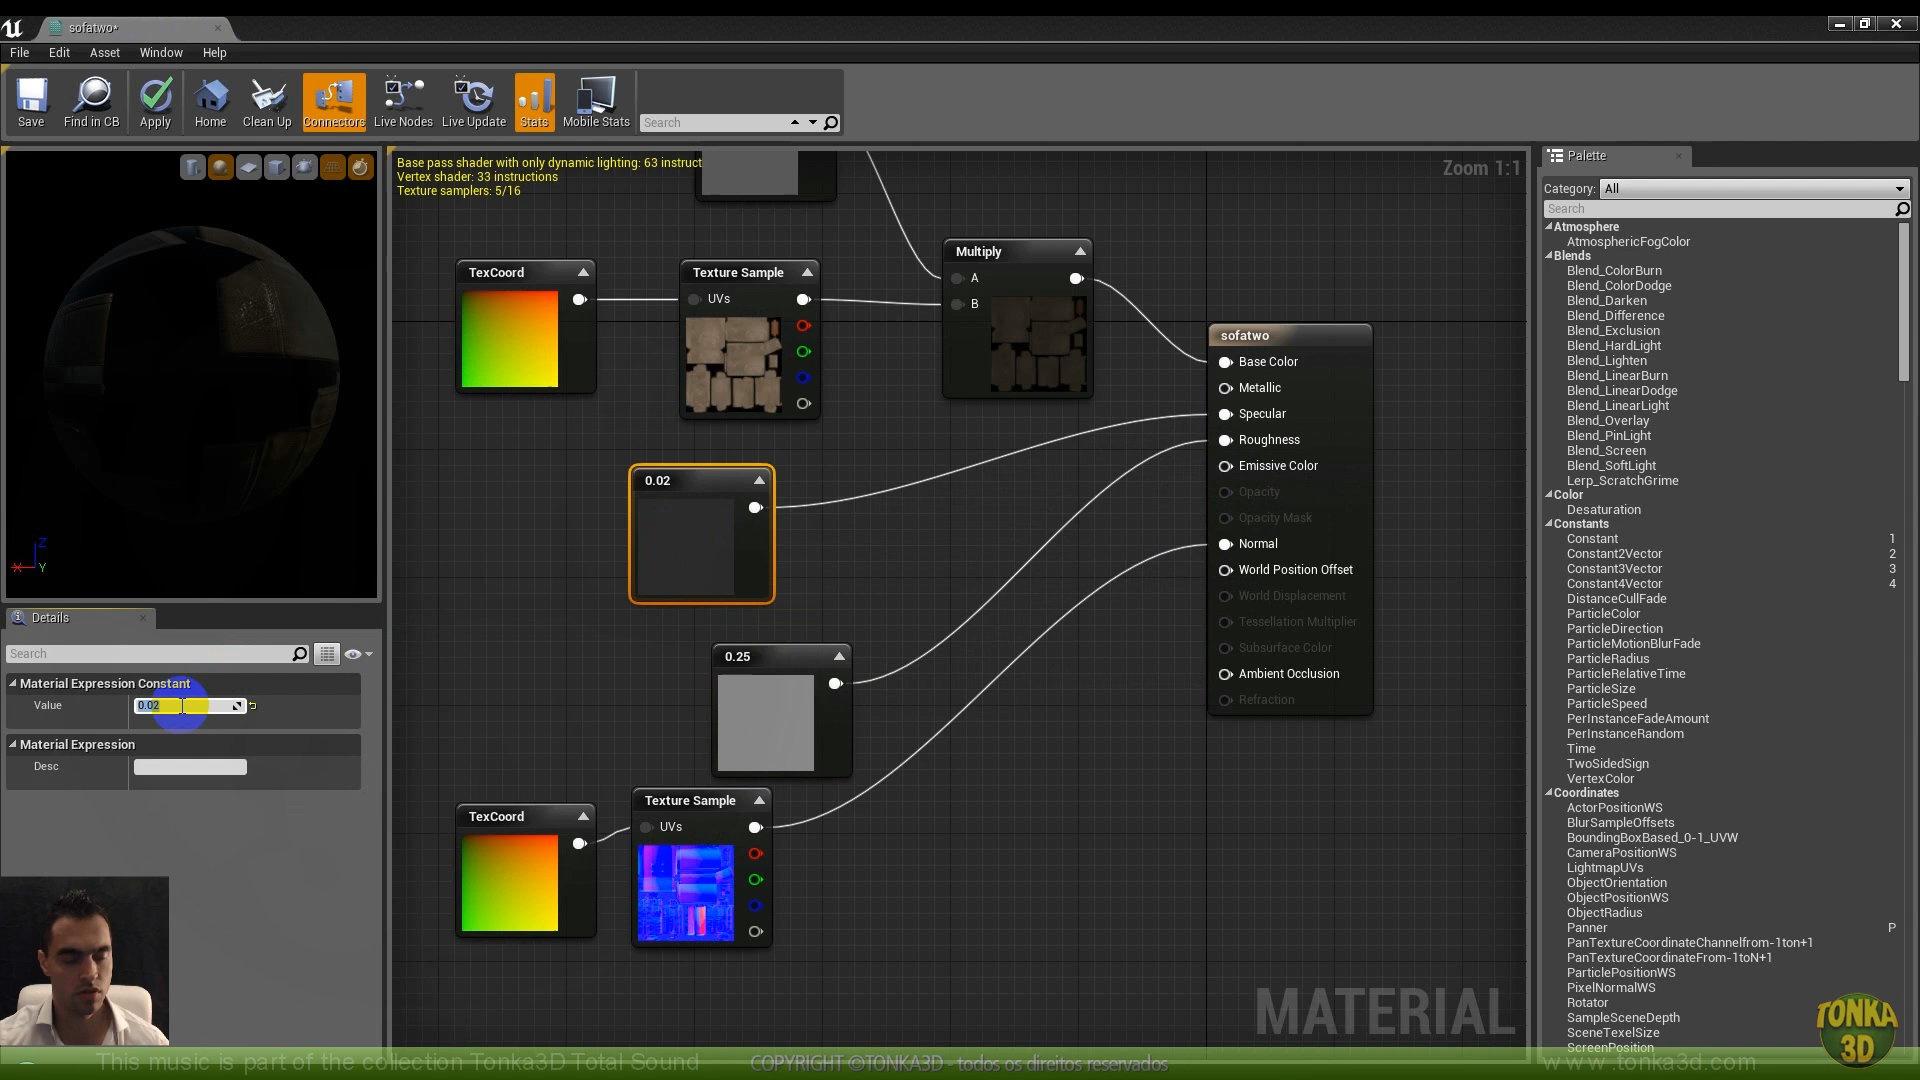 sofatwo*
File Edit Asset Window Help
Save Find in CB Apply Home Clean Up Connectors Live Nodes Live Update Stats Mobile Stats Search
Base pass shader with only dynamic lighting: 63 instruct
Vertex shader: 33 instructions
Texture samplers: 5/16
Zoom 1:1
TexCoord
Texture Sample
UVs
Multiply
A
B
sofatwo
Base Color
Metallic
Specular
Roughness
Emissive Color
Opacity
Opacity Mask
Normal
World Position Offset
World Displacement
Tessellation Multiplier
Subsurface Color
Ambient Occlusion
Refraction
0.02
0.25
TexCoord
Texture Sample
UVs
MATERIAL
Z
X
Y
Details
Search
Material Expression Constant
Value 0.02
Material Expression
Desc
Palette
Category: All
Search
Atmosphere
AtmosphericFogColor
Blends
Blend_ColorBurn
Blend_ColorDodge
Blend_Darken
Blend_Difference
Blend_Exclusion
Blend_HardLight
Blend_Lighten
Blend_LinearBurn
Blend_LinearDodge
Blend_LinearLight
Blend_Overlay
Blend_PinLight
Blend_Screen
Blend_SoftLight
Lerp_ScratchGrime
Color
Desaturation
Constants
Constant 1
Constant2Vector 2
Constant3Vector 3
Constant4Vector 4
DistanceCullFade
ParticleColor
ParticleDirection
ParticleMotionBlurFade
ParticleRadius
ParticleRelativeTime
ParticleSize
ParticleSpeed
PerInstanceFadeAmount
PerInstanceRandom
Time
TwoSidedSign
VertexColor
Coordinates
ActorPositionWS
BlurSampleOffsets
BoundingBoxBased_0-1_UVW
CameraPositionWS
LightmapUVs
ObjectOrientation
ObjectPositionWS
ObjectRadius
Panner P
PanTextureCoordinateChannelfrom-1ton+1
PanTextureCoordinateFrom-1toN+1
ParticlePositionWS
PixelNormalWS
Rotator
SampleSceneDepth
SceneTexelSize
ScreenPosition
TONKA
3D
This music is part of the collection Tonka3D Total Sound
COPYRIGHT ©TONKA3D - todos os direitos reservados
www.tonka3d.com